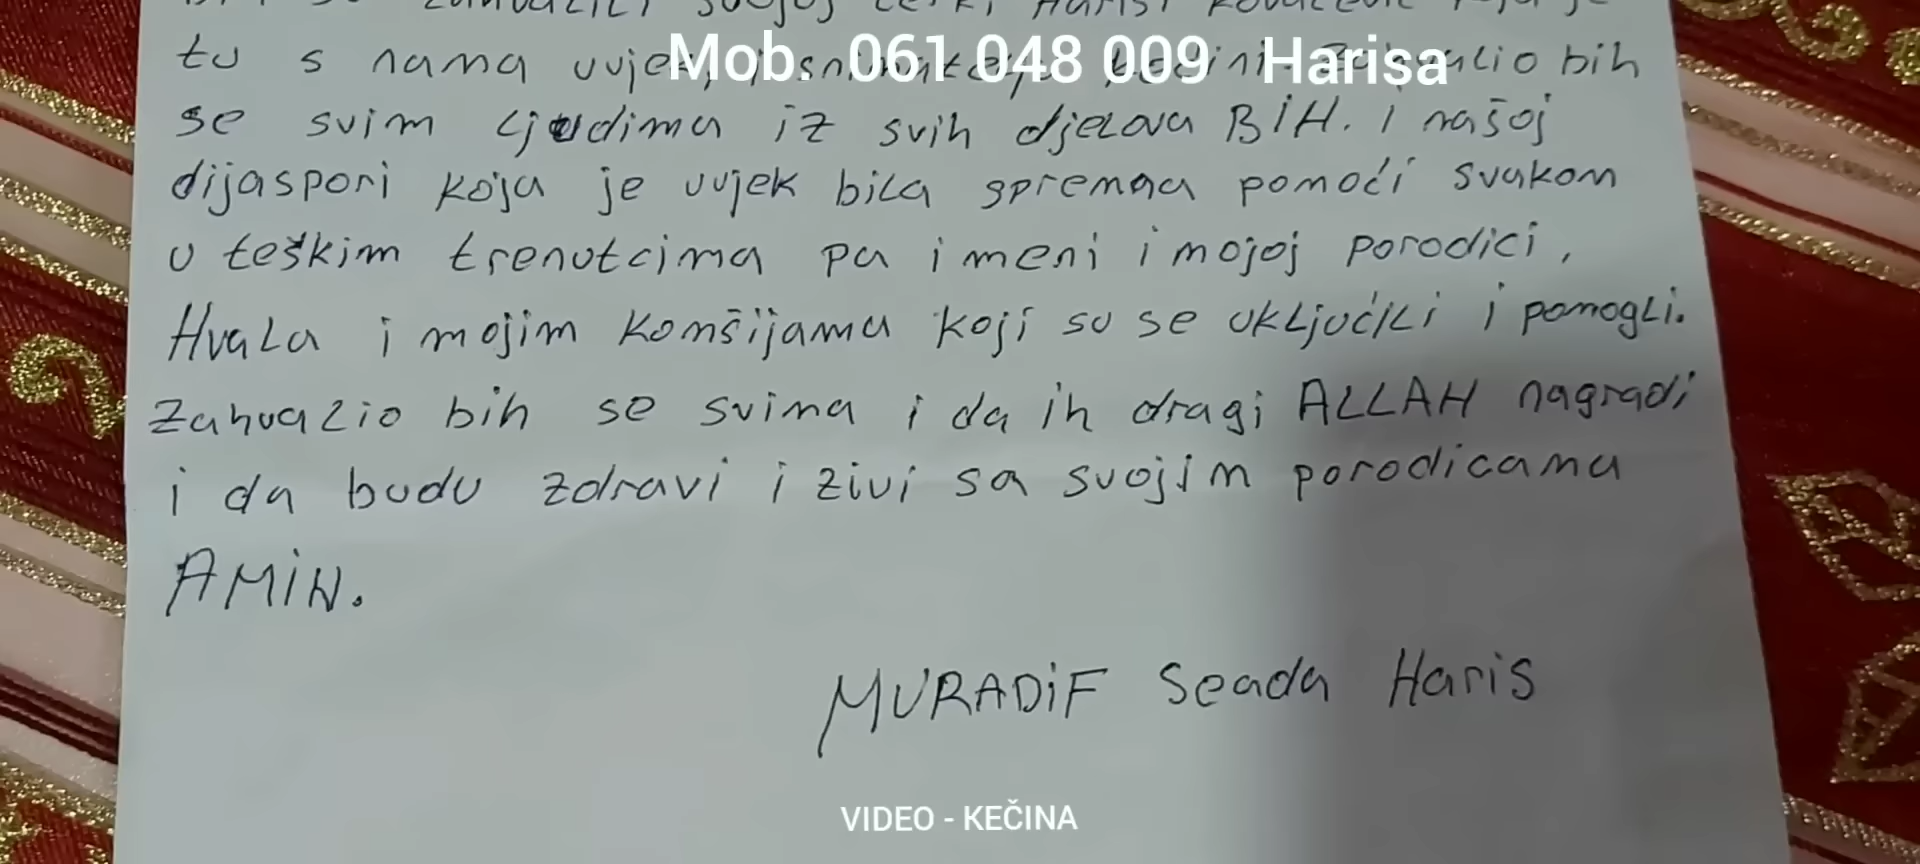 svojoj
tu s nama uvjek i
Mob. 061 048 009 Harisa
bih
se svim ljudima iz svih djelova BIH. i našoj
dijaspori koja je uvjek bila spremna pomoći svakom
u teškim trenutcima pa i meni i mojoj porodici,
Hvala i mojim komšijama koji su se uključili i pomogli.
Zahvalio bih se svima i da ih dragi ALLAH nagradi
i da budu zdravi i zivi sa svojim porodicama
AMIN.
MURADIF Seada Haris
VIDEO - KEČINA